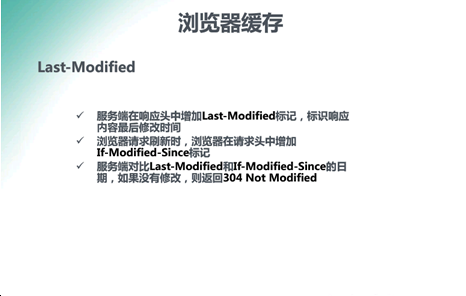 浏览器缓存
Last-Modified
✓ 服务端在响应头中增加Last-Modified标记，标识响应
内容最后修改时间
✓ 浏览器请求刷新时，浏览器在请求头中增加
If-Modified-Since标记
✓ 服务端对比Last-Modified和If-Modified-Since的日
期，如果没有修改，则返回304 Not Modified